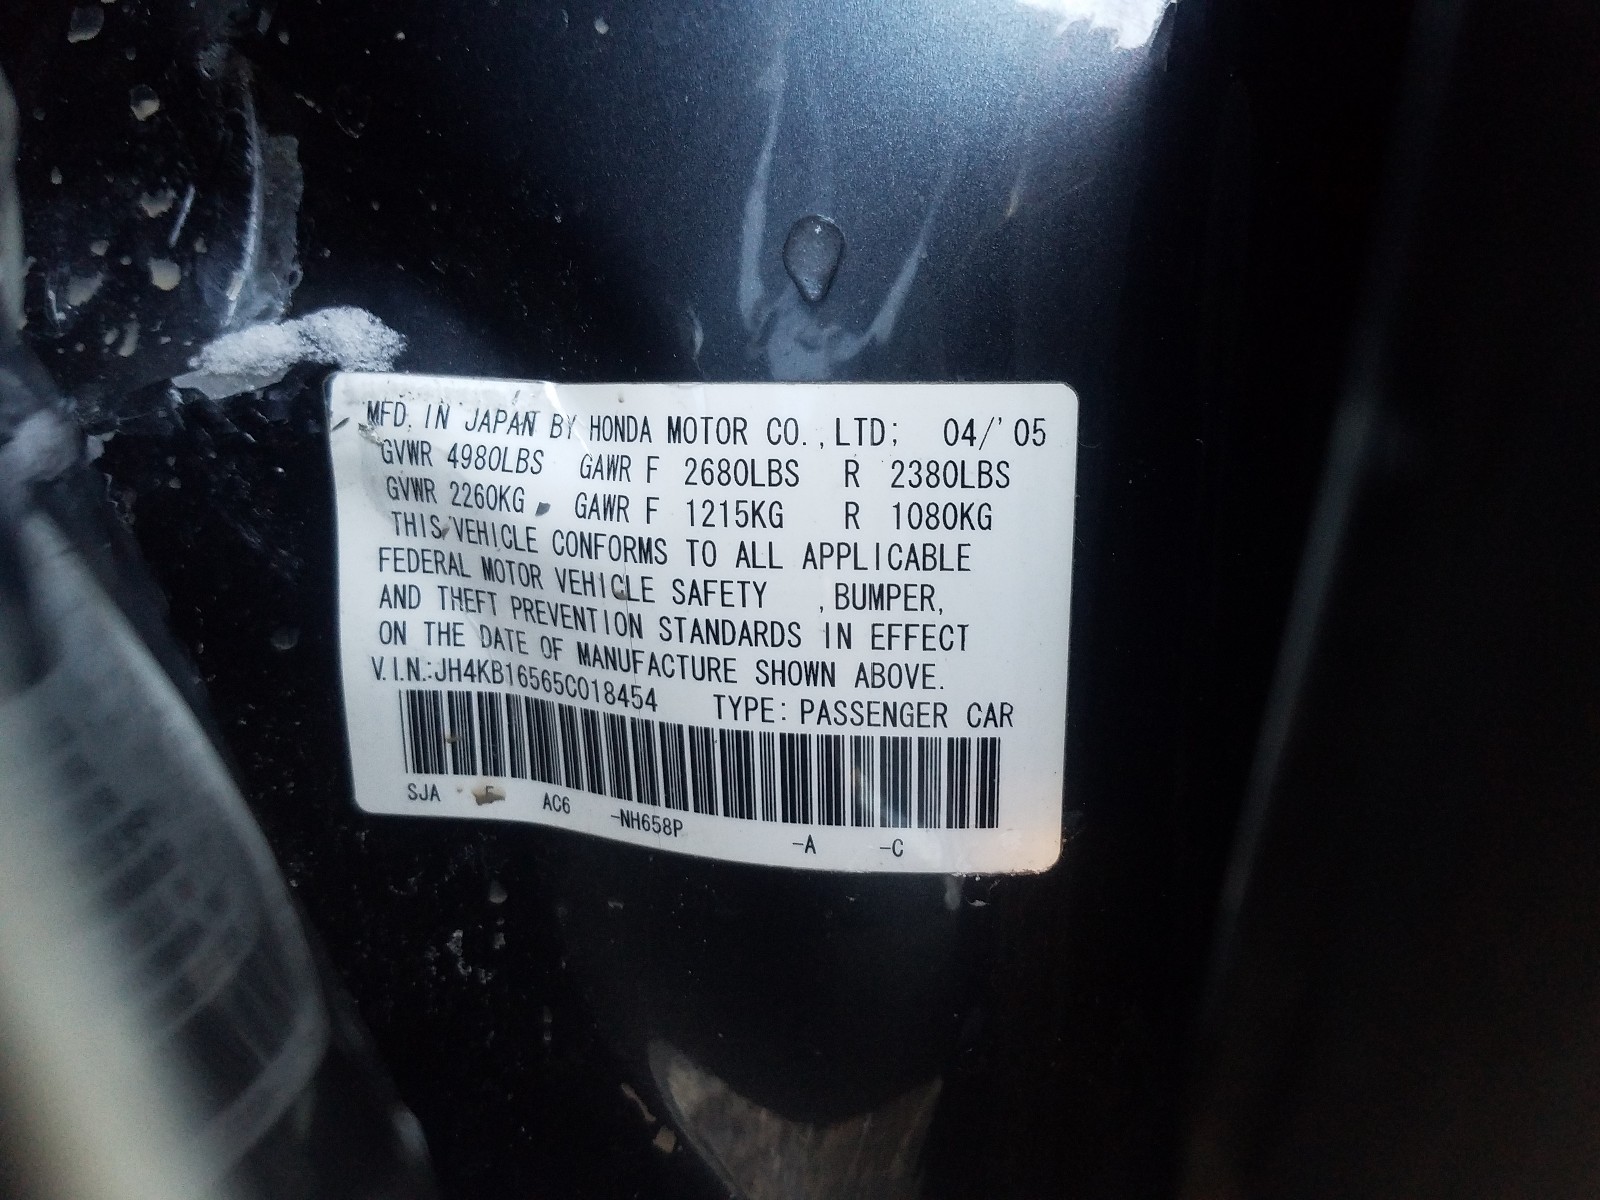 MFD. IN JAPAN BY HONDA MOTOR CO.,LTD; 04/'05
GVWR 4980LBS GAWR F 2680LBS R 2380LBS
GVWR 2260KG GAWR F 1215KG R 1080KG
THIS VEHICLE CONFORMS TO ALL APPLICABLE
FEDERAL MOTOR VEHICLE SAFETY ,BUMPER,
AND THEFT PREVENTION STANDARDS IN EFFECT
ON THE DATE OF MANUFACTURE SHOWN ABOVE.
V.I.N.:JH4KB16565C018454 TYPE: PASSENGER CAR
SJA AC6 -NH658P -A -C